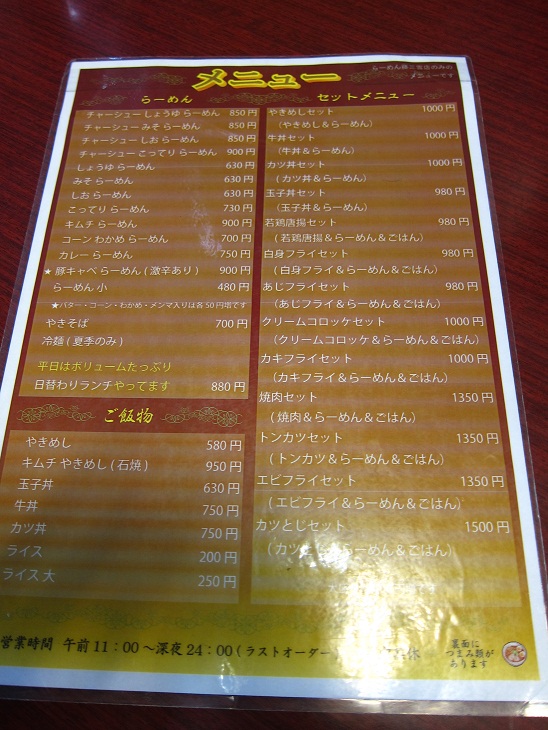 メニュー
らーめん
チャーシュー しょうゆ らーめん 850円
チャーシュー みそ らーめん 850円
チャーシュー しお らーめん 850円
チャーシュー こってり らーめん 900円
しょうゆ らーめん 630円
みそ らーめん 630円
しお らーめん 630円
こってり らーめん 730円
キムチ らーめん 900円
コーン わかめ らーめん 700円
カレー らーめん 750円
★ 豚キャベ らーめん ( 激辛あり ) 900円
らーめん 小 480円
★バター・コーン・わかめ・メンマ入りは各50円増です
やきそば 700円
冷麺 ( 夏季のみ )
平日はボリュームたっぷり
日替わりランチやってます 880円
ご飯物
やきめし 580円
キムチ やきめし ( 石焼 ) 950円
玉子丼 630円
牛丼 750円
カツ丼 750円
ライス 200円
ライス 大 250円
メニューです
セットメニュー
やきめしセット 1000円
(やきめし&らーめん)
牛丼セット 1000円
(牛丼&らーめん)
カツ丼セット 1000円
( カツ丼&らーめん)
玉子丼セット 980円
(玉子丼&らーめん)
若鶏唐揚セット 980円
( 若鶏唐揚&らーめん&ごはん)
白身フライセット 980円
( 白身フライ&らーめん&ごはん)
あじフライセット 980円
(あじフライ&らーめん&ごはん)
クリームコロッケセット 1000円
(クリームコロッケ&らーめん&ごはん)
カキフライセット 1000円
(カキフライ&らーめん&ごはん)
焼肉セット 1350円
(焼肉&らーめん&ごはん)
トンカツセット 1350円
(トンカツ&らーめん&ごはん)
エビフライセット 1350円
(エビフライ&らーめん&ごはん)
カツとじセット 1500円
(カツ らーめん&ごはん)
営業時間 午前11:00〜深夜24:00(ラストオーダー 休
裏面に
つまみ類が
あります